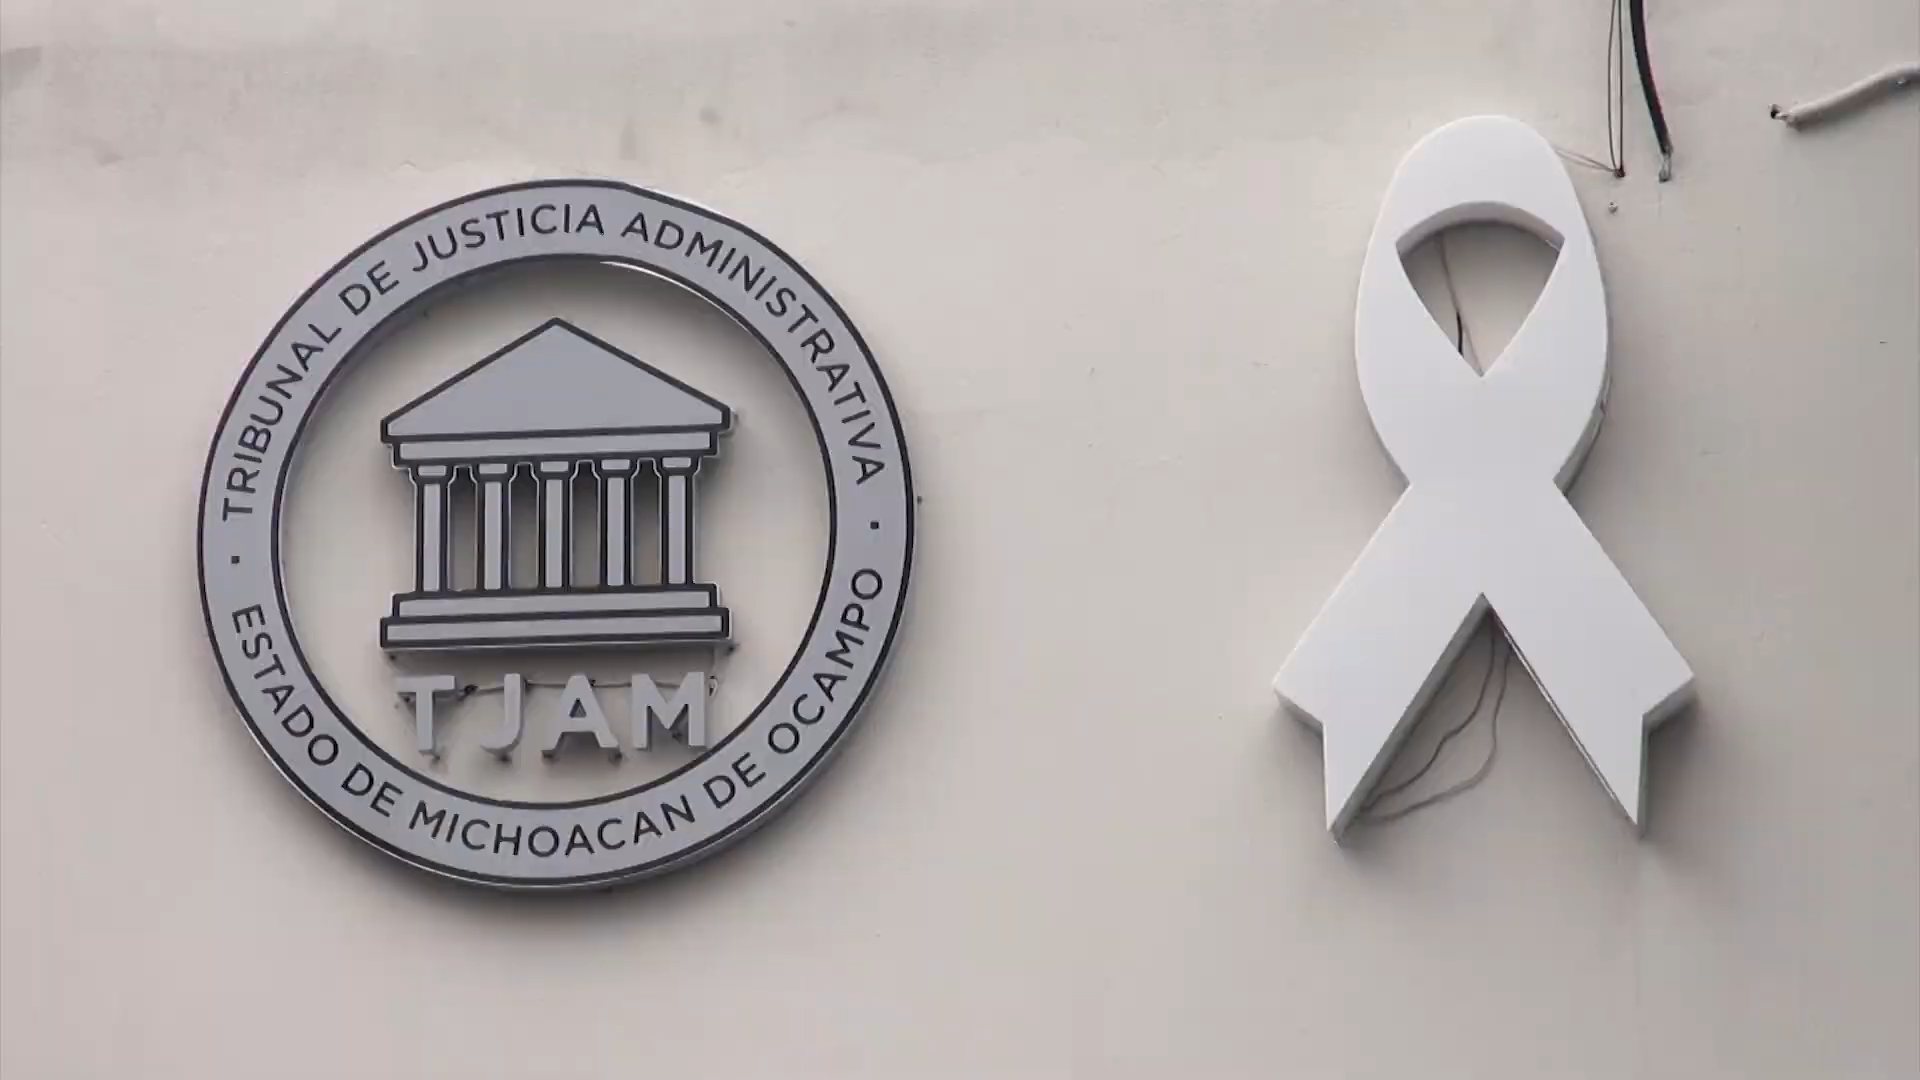 TRIBUNAL DE JUSTICIA ADMINISTRATIVA
TJAM
ESTADO DE MICHOACAN DE OCAMPO